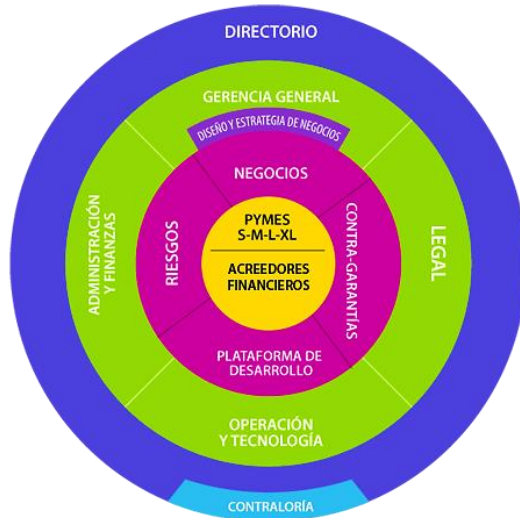 DIRECTORIO
GERENCIA GENERAL
DISEÑO Y ESTRATEGIA DE NEGOCIOS
NEGOCIOS
PYMES
S-M-L-XL
ACREEDORES
FINANCIEROS
ADMINISTRACIÓN
Y FINANZAS
RIESGOS
CONTRA-GARANTÍAS
LEGAL
PLATAFORMA DE
DESARROLLO
OPERACIÓN
Y TECNOLOGÍA
CONTRALORÍA